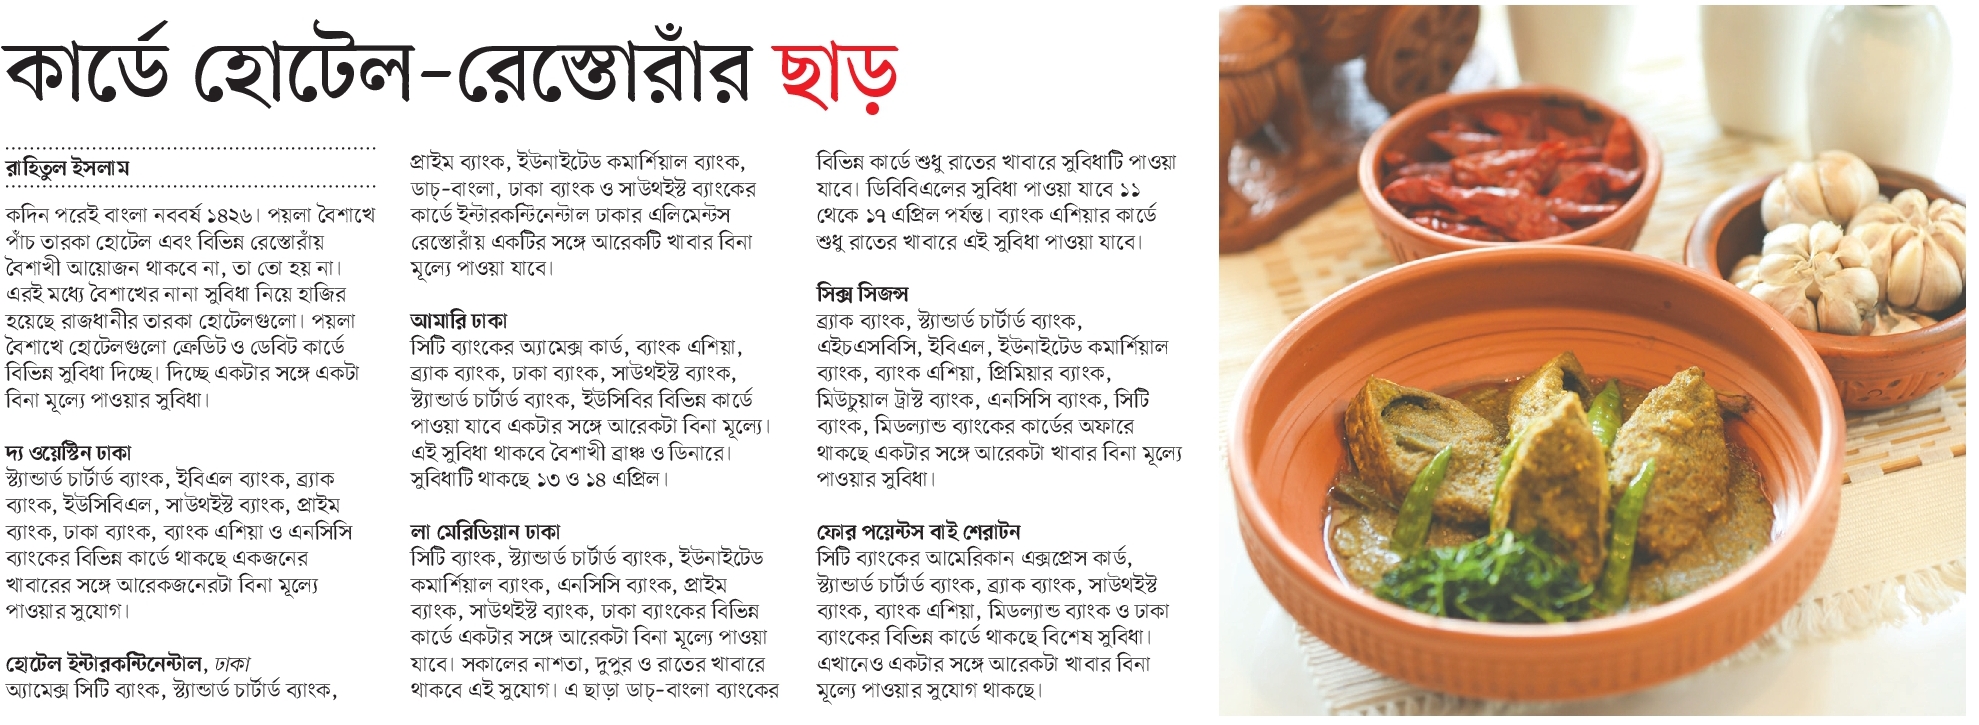 কার্ডে হোটেল-রেস্তোরাঁর ছাড়
রাহিতুল ইসলাম
কদিন পরেই বাংলা নববর্ষ ১৪২৬। পয়লা বৈশাখে
পাঁচ তারকা হোটেল এবং বিভিন্ন রেস্তোরাঁয়
বৈশাখী আয়োজন থাকবে না, তা তো হয় না।
এরই মধ্যে বৈশাখের নানা সুবিধা নিয়ে হাজির
হয়েছে রাজধানীর তারকা হোটেলগুলো। পয়লা
বৈশাখে হোটেলগুলো ক্রেডিট ও ডেবিট কার্ডে
বিভিন্ন সুবিধা দিচ্ছে। দিচ্ছে একটার সঙ্গে একটা
বিনা মূল্যে পাওয়ার সুবিধা।
দ্য ওয়েস্টিন ঢাকা
স্ট্যান্ডার্ড চার্টার্ড ব্যাংক, ইবিএল ব্যাংক, ব্র্যাক
ব্যাংক, ইউসিবিএল, সাউথইস্ট ব্যাংক, প্রাইম
ব্যাংক, ঢাকা ব্যাংক, ব্যাংক এশিয়া ও এনসিসি
ব্যাংকের বিভিন্ন কার্ডে থাকছে একজনের
খাবারের সঙ্গে আরেকজনেরটা বিনা মূল্যে
পাওয়ার সুযোগ।
হোটেল ইন্টারকন্টিনেন্টাল, ঢাকা
অ্যামেক্স সিটি ব্যাংক, স্ট্যান্ডার্ড চার্টার্ড ব্যাংক,
প্রাইম ব্যাংক, ইউনাইটেড কমার্শিয়াল ব্যাংক,
ডাচ্-বাংলা, ঢাকা ব্যাংক ও সাউথইস্ট ব্যাংকের
কার্ডে ইন্টারকন্টিনেন্টাল ঢাকার এলিমেন্টস
রেস্তোরাঁয় একটির সঙ্গে আরেকটি খাবার বিনা
মূল্যে পাওয়া যাবে।
আমারি ঢাকা
সিটি ব্যাংকের অ্যামেক্স কার্ড, ব্যাংক এশিয়া,
ব্র্যাক ব্যাংক, ঢাকা ব্যাংক, সাউথইস্ট ব্যাংক,
স্ট্যান্ডার্ড চার্টার্ড ব্যাংক, ইউসিবির বিভিন্ন কার্ডে
পাওয়া যাবে একটার সঙ্গে আরেকটা বিনা মূল্যে।
এই সুবিধা থাকবে বৈশাখী ব্রাঞ্চ ও ডিনারে।
সুবিধাটি থাকছে ১৩ ও ১৪ এপ্রিল।
লা মেরিডিয়ান ঢাকা
সিটি ব্যাংক, স্ট্যান্ডার্ড চার্টার্ড ব্যাংক, ইউনাইটেড
কমার্শিয়াল ব্যাংক, এনসিসি ব্যাংক, প্রাইম
ব্যাংক, সাউথইস্ট ব্যাংক, ঢাকা ব্যাংকের বিভিন্ন
কার্ডে একটার সঙ্গে আরেকটা বিনা মূল্যে পাওয়া
যাবে। সকালের নাশতা, দুপুর ও রাতের খাবারে
থাকবে এই সুযোগ। এ ছাড়া ডাচ্-বাংলা ব্যাংকের
বিভিন্ন কার্ডে শুধু রাতের খাবারে সুবিধাটি পাওয়া
যাবে। ডিবিবিএলের সুবিধা পাওয়া যাবে ১১
থেকে ১৭ এপ্রিল পর্যন্ত। ব্যাংক এশিয়ার কার্ডে
শুধু রাতের খাবারে এই সুবিধা পাওয়া যাবে।
সিক্স সিজন্স
ব্র্যাক ব্যাংক, স্ট্যান্ডার্ড চার্টার্ড ব্যাংক,
এইচএসবিসি, ইবিএল, ইউনাইটেড কমার্শিয়াল
ব্যাংক, ব্যাংক এশিয়া, প্রিমিয়ার ব্যাংক,
মিউচুয়াল ট্রাস্ট ব্যাংক, এনসিসি ব্যাংক, সিটি
ব্যাংক, মিডল্যান্ড ব্যাংকের কার্ডের অফারে
থাকছে একটার সঙ্গে আরেকটা খাবার বিনা মূল্যে
পাওয়ার সুবিধা।
ফোর পয়েন্টস বাই শেরাটন
সিটি ব্যাংকের আমেরিকান এক্সপ্রেস কার্ড,
স্ট্যান্ডার্ড চার্টার্ড ব্যাংক, ব্র্যাক ব্যাংক, সাউথইস্ট
ব্যাংক, ব্যাংক এশিয়া, মিডল্যান্ড ব্যাংক ও ঢাকা
ব্যাংকের বিভিন্ন কার্ডে থাকছে বিশেষ সুবিধা।
এখানেও একটার সঙ্গে আরেকটা খাবার বিনা
মূল্যে পাওয়ার সুযোগ থাকছে।